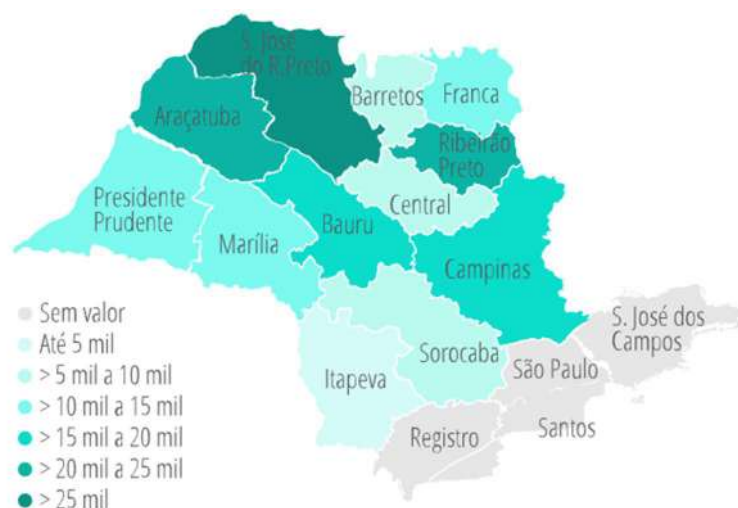 S. José
do R.Preto
Barretos
Franca
Araçatuba
Ribeirão
Preto
Presidente
Prudente
Central
Marília
Bauru
Campinas
Sem valor
Até 5 mil
> 5 mil a 10 mil
> 10 mil a 15 mil
> 15 mil a 20 mil
> 20 mil a 25 mil
> 25 mil
Itapeva
Sorocaba
S. José dos
Campos
São Paulo
Registro
Santos